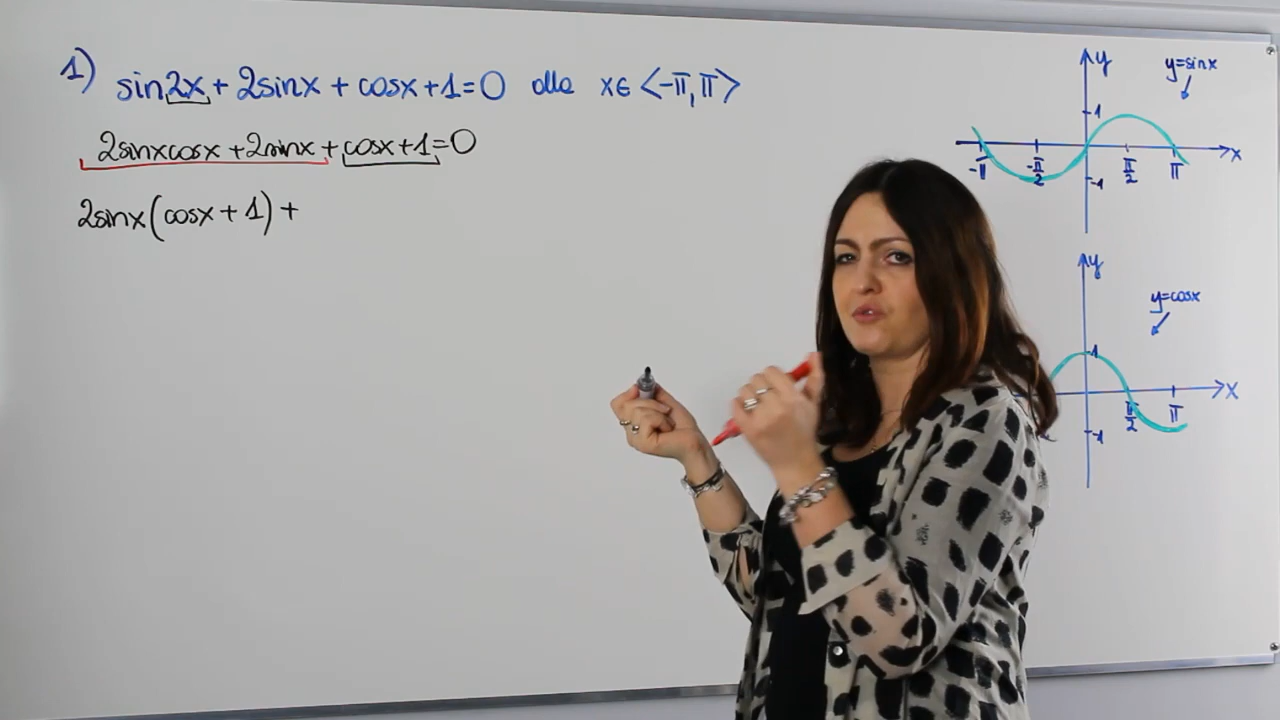 1) sin2x + 2sinx + cosx + 1 = 0 dla x∈<-π, π>
2sinxcosx + 2sinx + cosx + 1 = 0
2sinx(cosx + 1) +
y
y=sinx
1
-π
-π/2
π/2
π
x
-1
y
y=cosx
1
x
π/2
π
-1